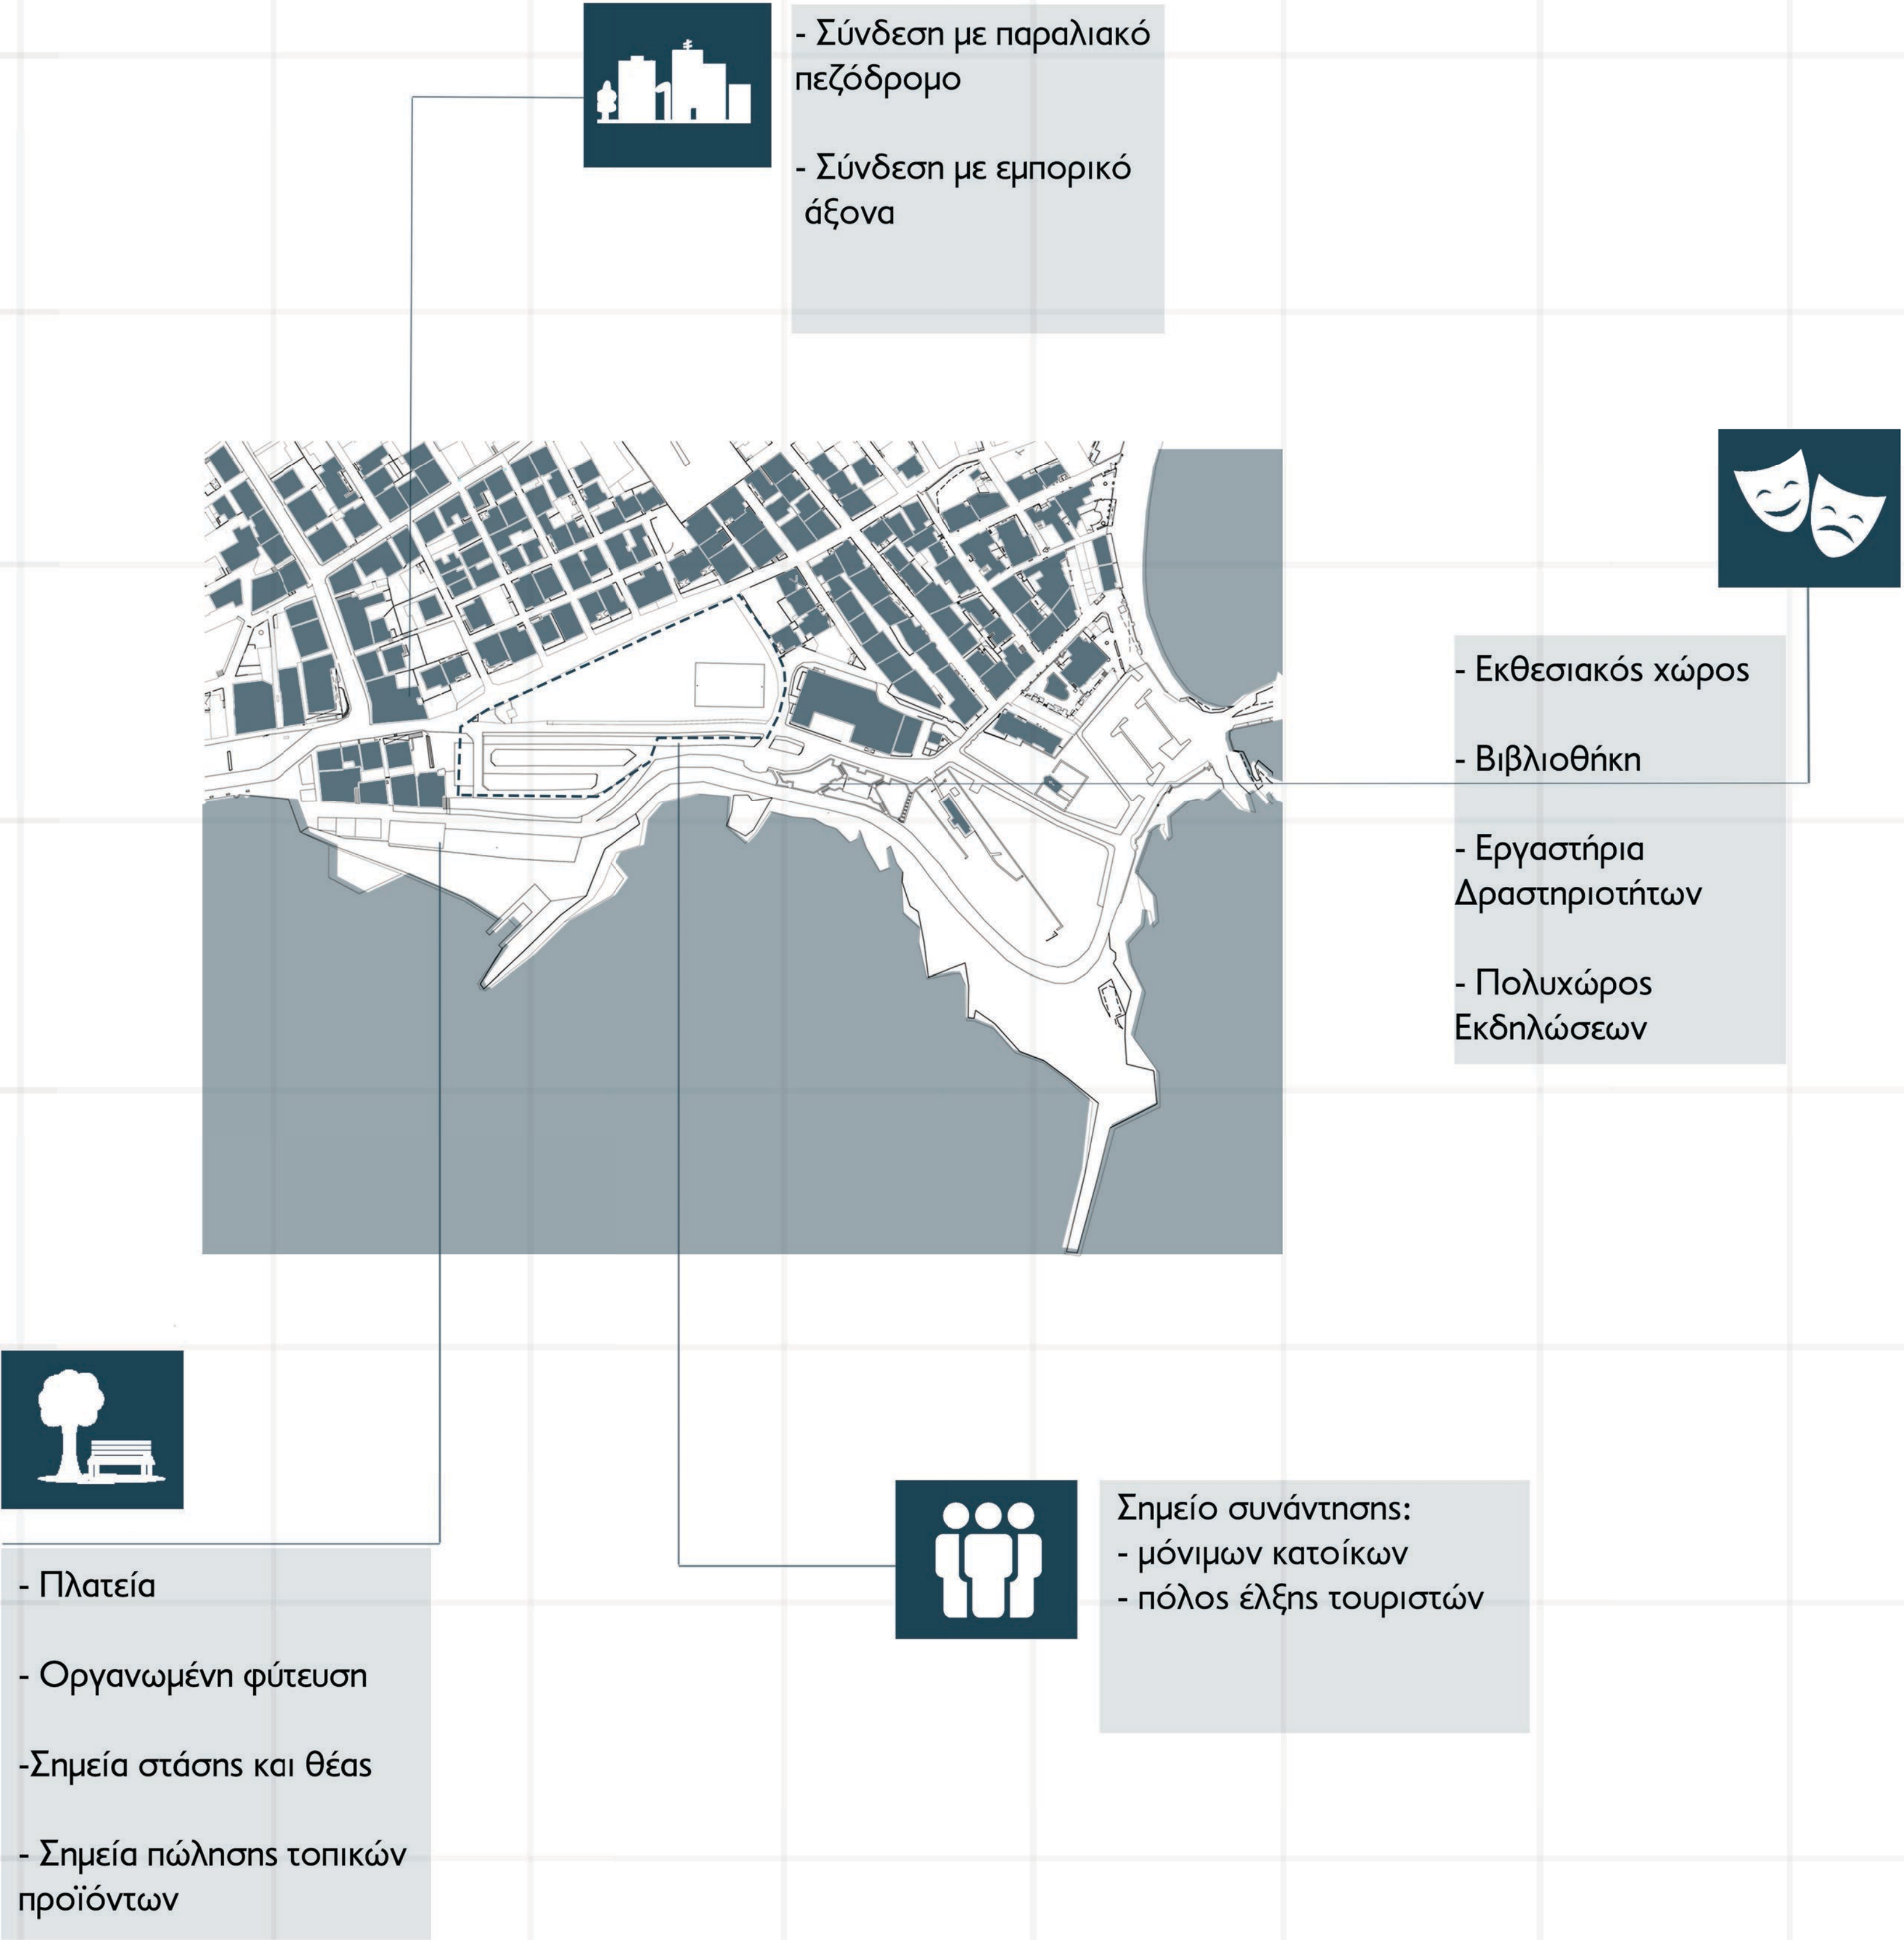 - Σύνδεση με παραλιακό
πεζόδρομο
- Σύνδεση με εμπορικό
άξονα
- Εκθεσιακός χώρος
- Βιβλιοθήκη
- Εργαστήρια
Δραστηριοτήτων
- Πολυχώρος
Εκδηλώσεων
Σημείο συνάντησης:
- μόνιμων κατοίκων
- πόλος έλξης τουριστών
- Πλατεία
- Οργανωμένη φύτευση
-Σημεία στάσης και θέας
- Σημεία πώλησης τοπικών
προϊόντων